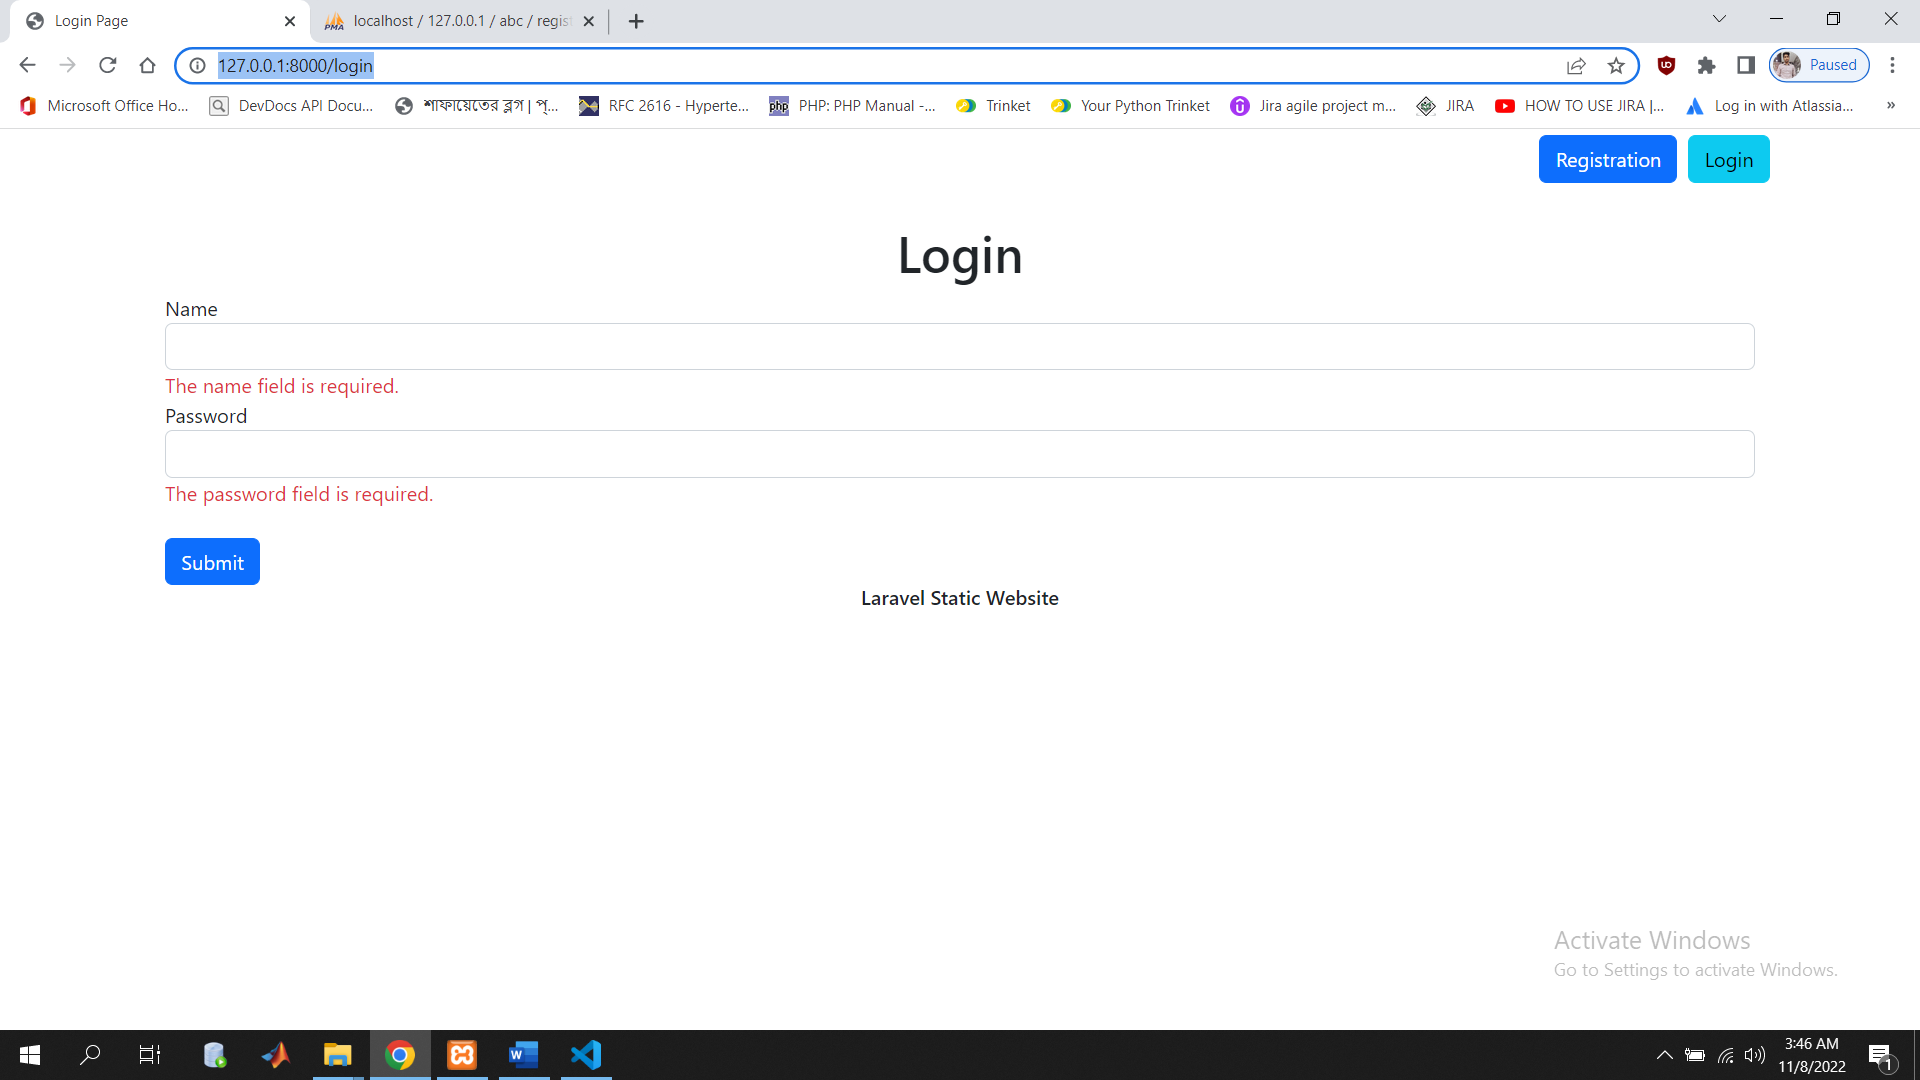 Login Page
localhost / 127.0.0.1 / abc / regist
127.0.0.1:8000/login
Paused
Microsoft Office Ho...
DevDocs API Docu...
শাফায়েতের ব্লগ | প্...
RFC 2616 - Hyperte...
php
PHP: PHP Manual -...
Trinket
Your Python Trinket
Jira agile project m...
JIRA
HOW TO USE JIRA |...
Log in with Atlassia...
»
Registration
Login
Login
Name
The name field is required.
Password
The password field is required.
Submit
Laravel Static Website
Activate Windows
Go to Settings to activate Windows.
3:46 AM
11/8/2022
1